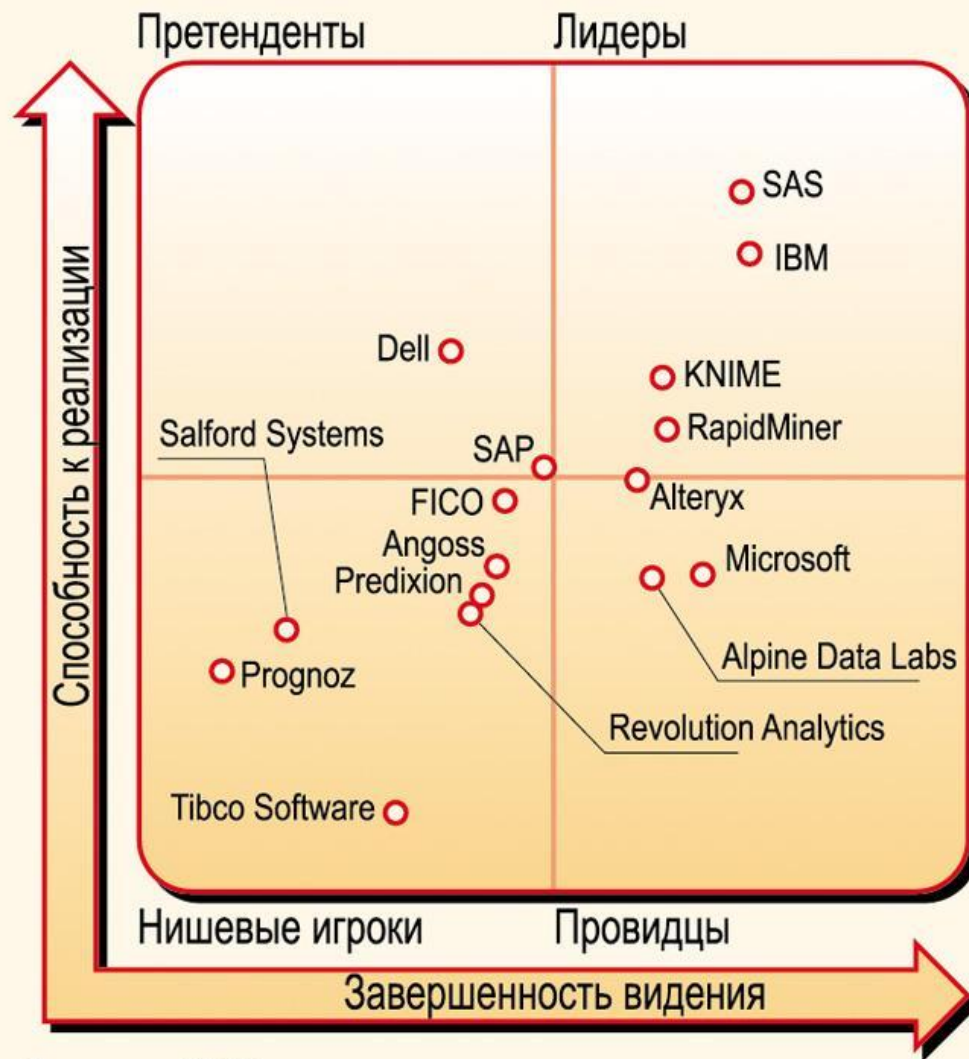 Претенденты
Лидеры
Способность к реализации
SAS
IBM
Dell
KNIME
Salford Systems
RapidMiner
SAP
FICO
Alteryx
Angoss
Microsoft
Predixion
Alpine Data Labs
Prognoz
Revolution Analytics
Tibco Software
Нишевые игроки
Провидцы
Завершенность видения